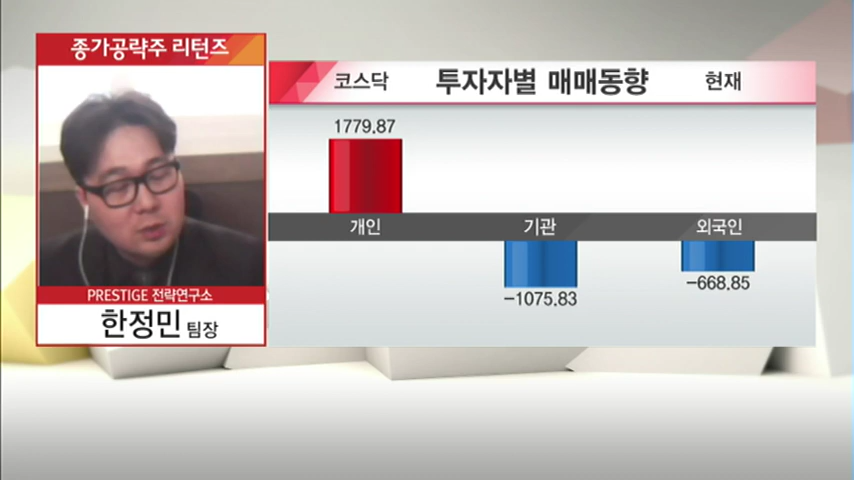 종가공략주 리턴즈
PRESTIGE 전략연구소
한정민 팀장
코스닥 투자자별 매매동향 현재
1779.87
개인 기관 외국인
-1075.83
-668.85